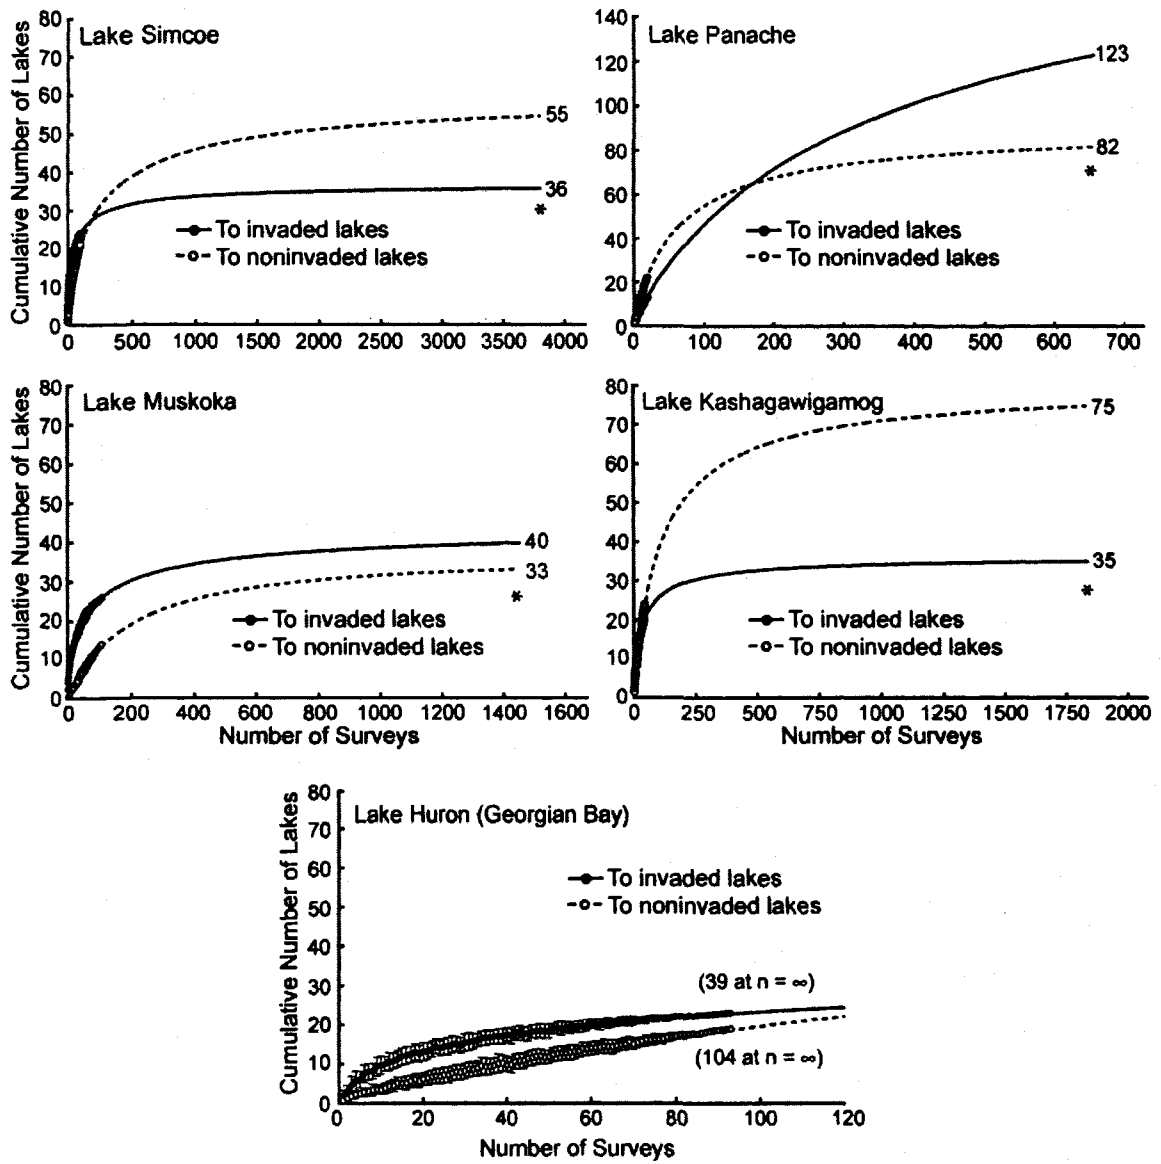 Lake Simcoe
Cumulative Number of Lakes
80
70
60
50
40
30
20
10
0
55
36
*
To invaded lakes
To noninvaded lakes
0 500 1000 1500 2000 2500 3000 3500 4000
Lake Panache
140
120
100
80
60
40
20
0
123
82
*
To invaded lakes
To noninvaded lakes
0 100 200 300 400 500 600 700
Lake Muskoka
Cumulative Number of Lakes
80
70
60
50
40
30
20
10
0
40
33
*
To invaded lakes
To noninvaded lakes
0 200 400 600 800 1000 1200 1400 1600
Number of Surveys
Lake Kashagawigamog
80
70
60
50
40
30
20
10
0
75
35
*
To invaded lakes
To noninvaded lakes
0 250 500 750 1000 1250 1500 1750 2000
Number of Surveys
Lake Huron (Georgian Bay)
Cumulative Number of Lakes
80
70
60
50
40
30
20
10
0
To invaded lakes
To noninvaded lakes
(39 at n = ∞)
(104 at n = ∞)
0 20 40 60 80 100 120
Number of Surveys